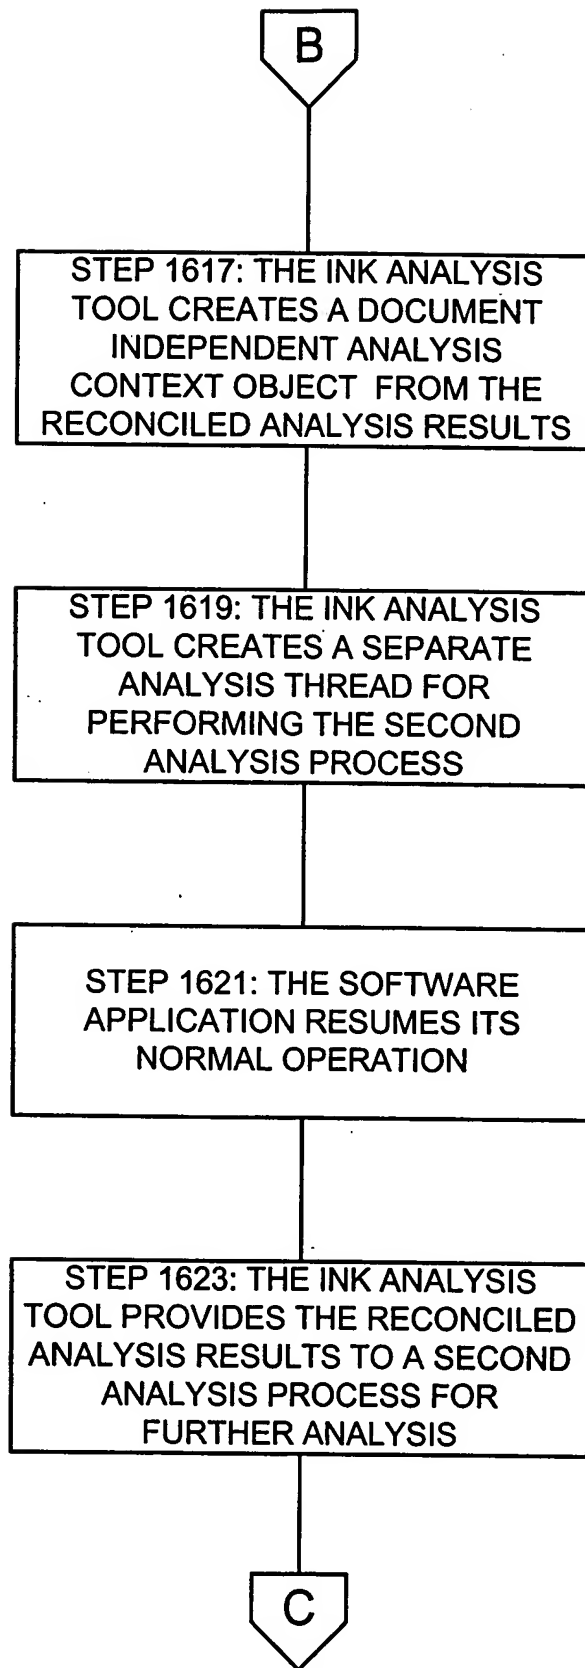 B
STEP 1617: THE INK ANALYSIS
TOOL CREATES A DOCUMENT
INDEPENDENT ANALYSIS
CONTEXT OBJECT FROM THE
RECONCILED ANALYSIS RESULTS
STEP 1619: THE INK ANALYSIS
TOOL CREATES A SEPARATE
ANALYSIS THREAD FOR
PERFORMING THE SECOND
ANALYSIS PROCESS
STEP 1621: THE SOFTWARE
APPLICATION RESUMES ITS
NORMAL OPERATION
STEP 1623: THE INK ANALYSIS
TOOL PROVIDES THE RECONCILED
ANALYSIS RESULTS TO A SECOND
ANALYSIS PROCESS FOR
FURTHER ANALYSIS
C